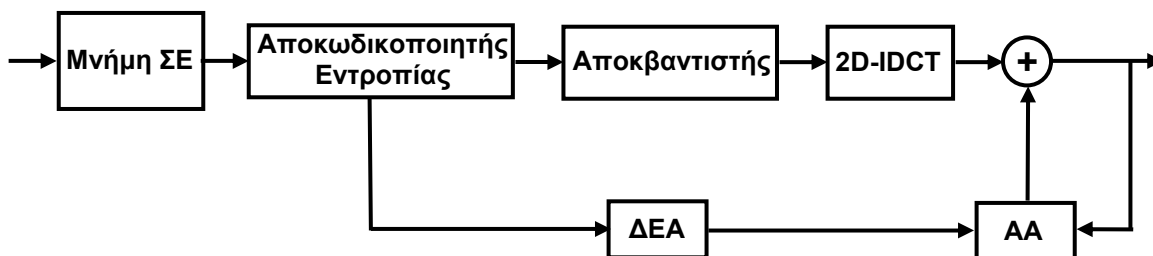 Μνήμη ΣΕ
Αποκωδικοποιητής
Εντροπίας
Αποκβαντιστής
2D-IDCT
+
ΔΕΑ
ΑΑ